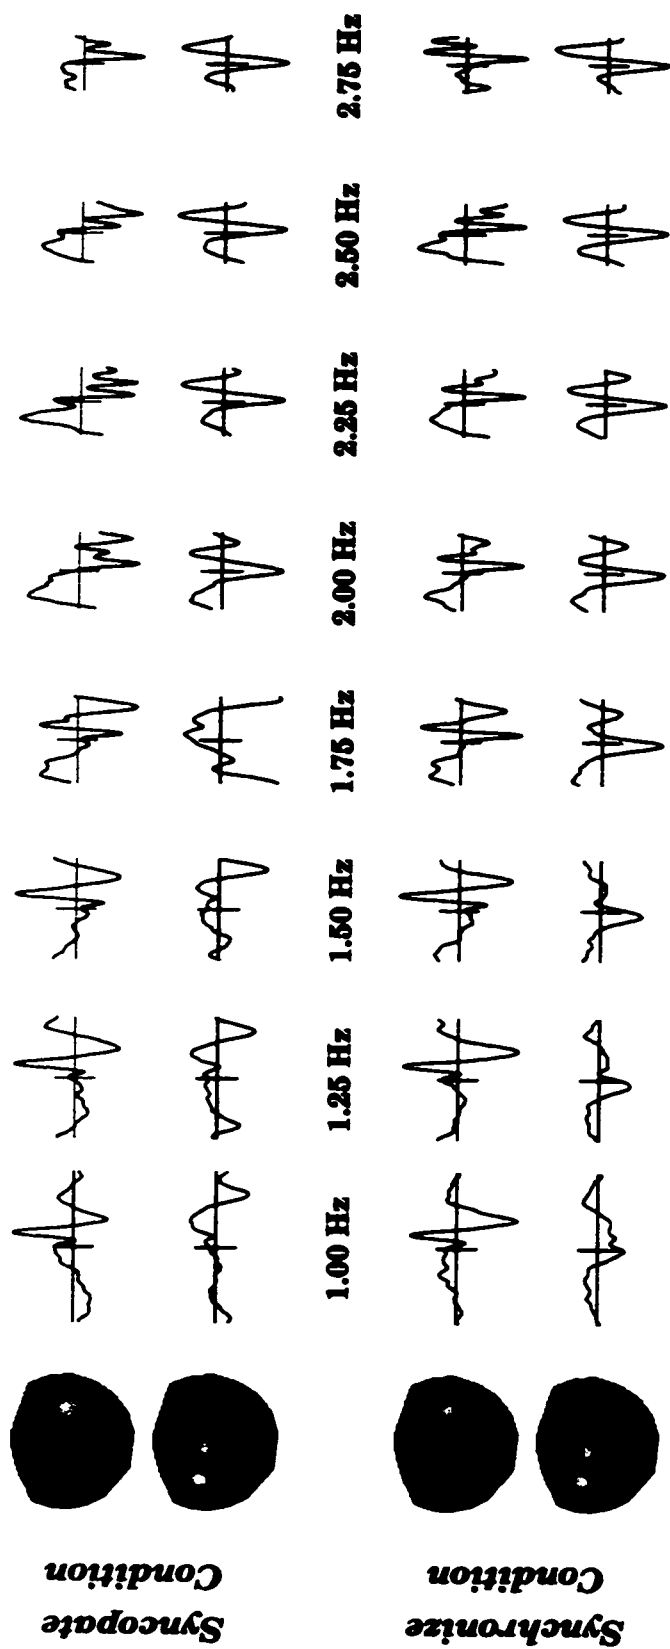 Syncopate
Condition
1.00 Hz
1.25 Hz
1.50 Hz
1.75 Hz
2.00 Hz
2.25 Hz
2.50 Hz
2.75 Hz
Synchronize
Condition